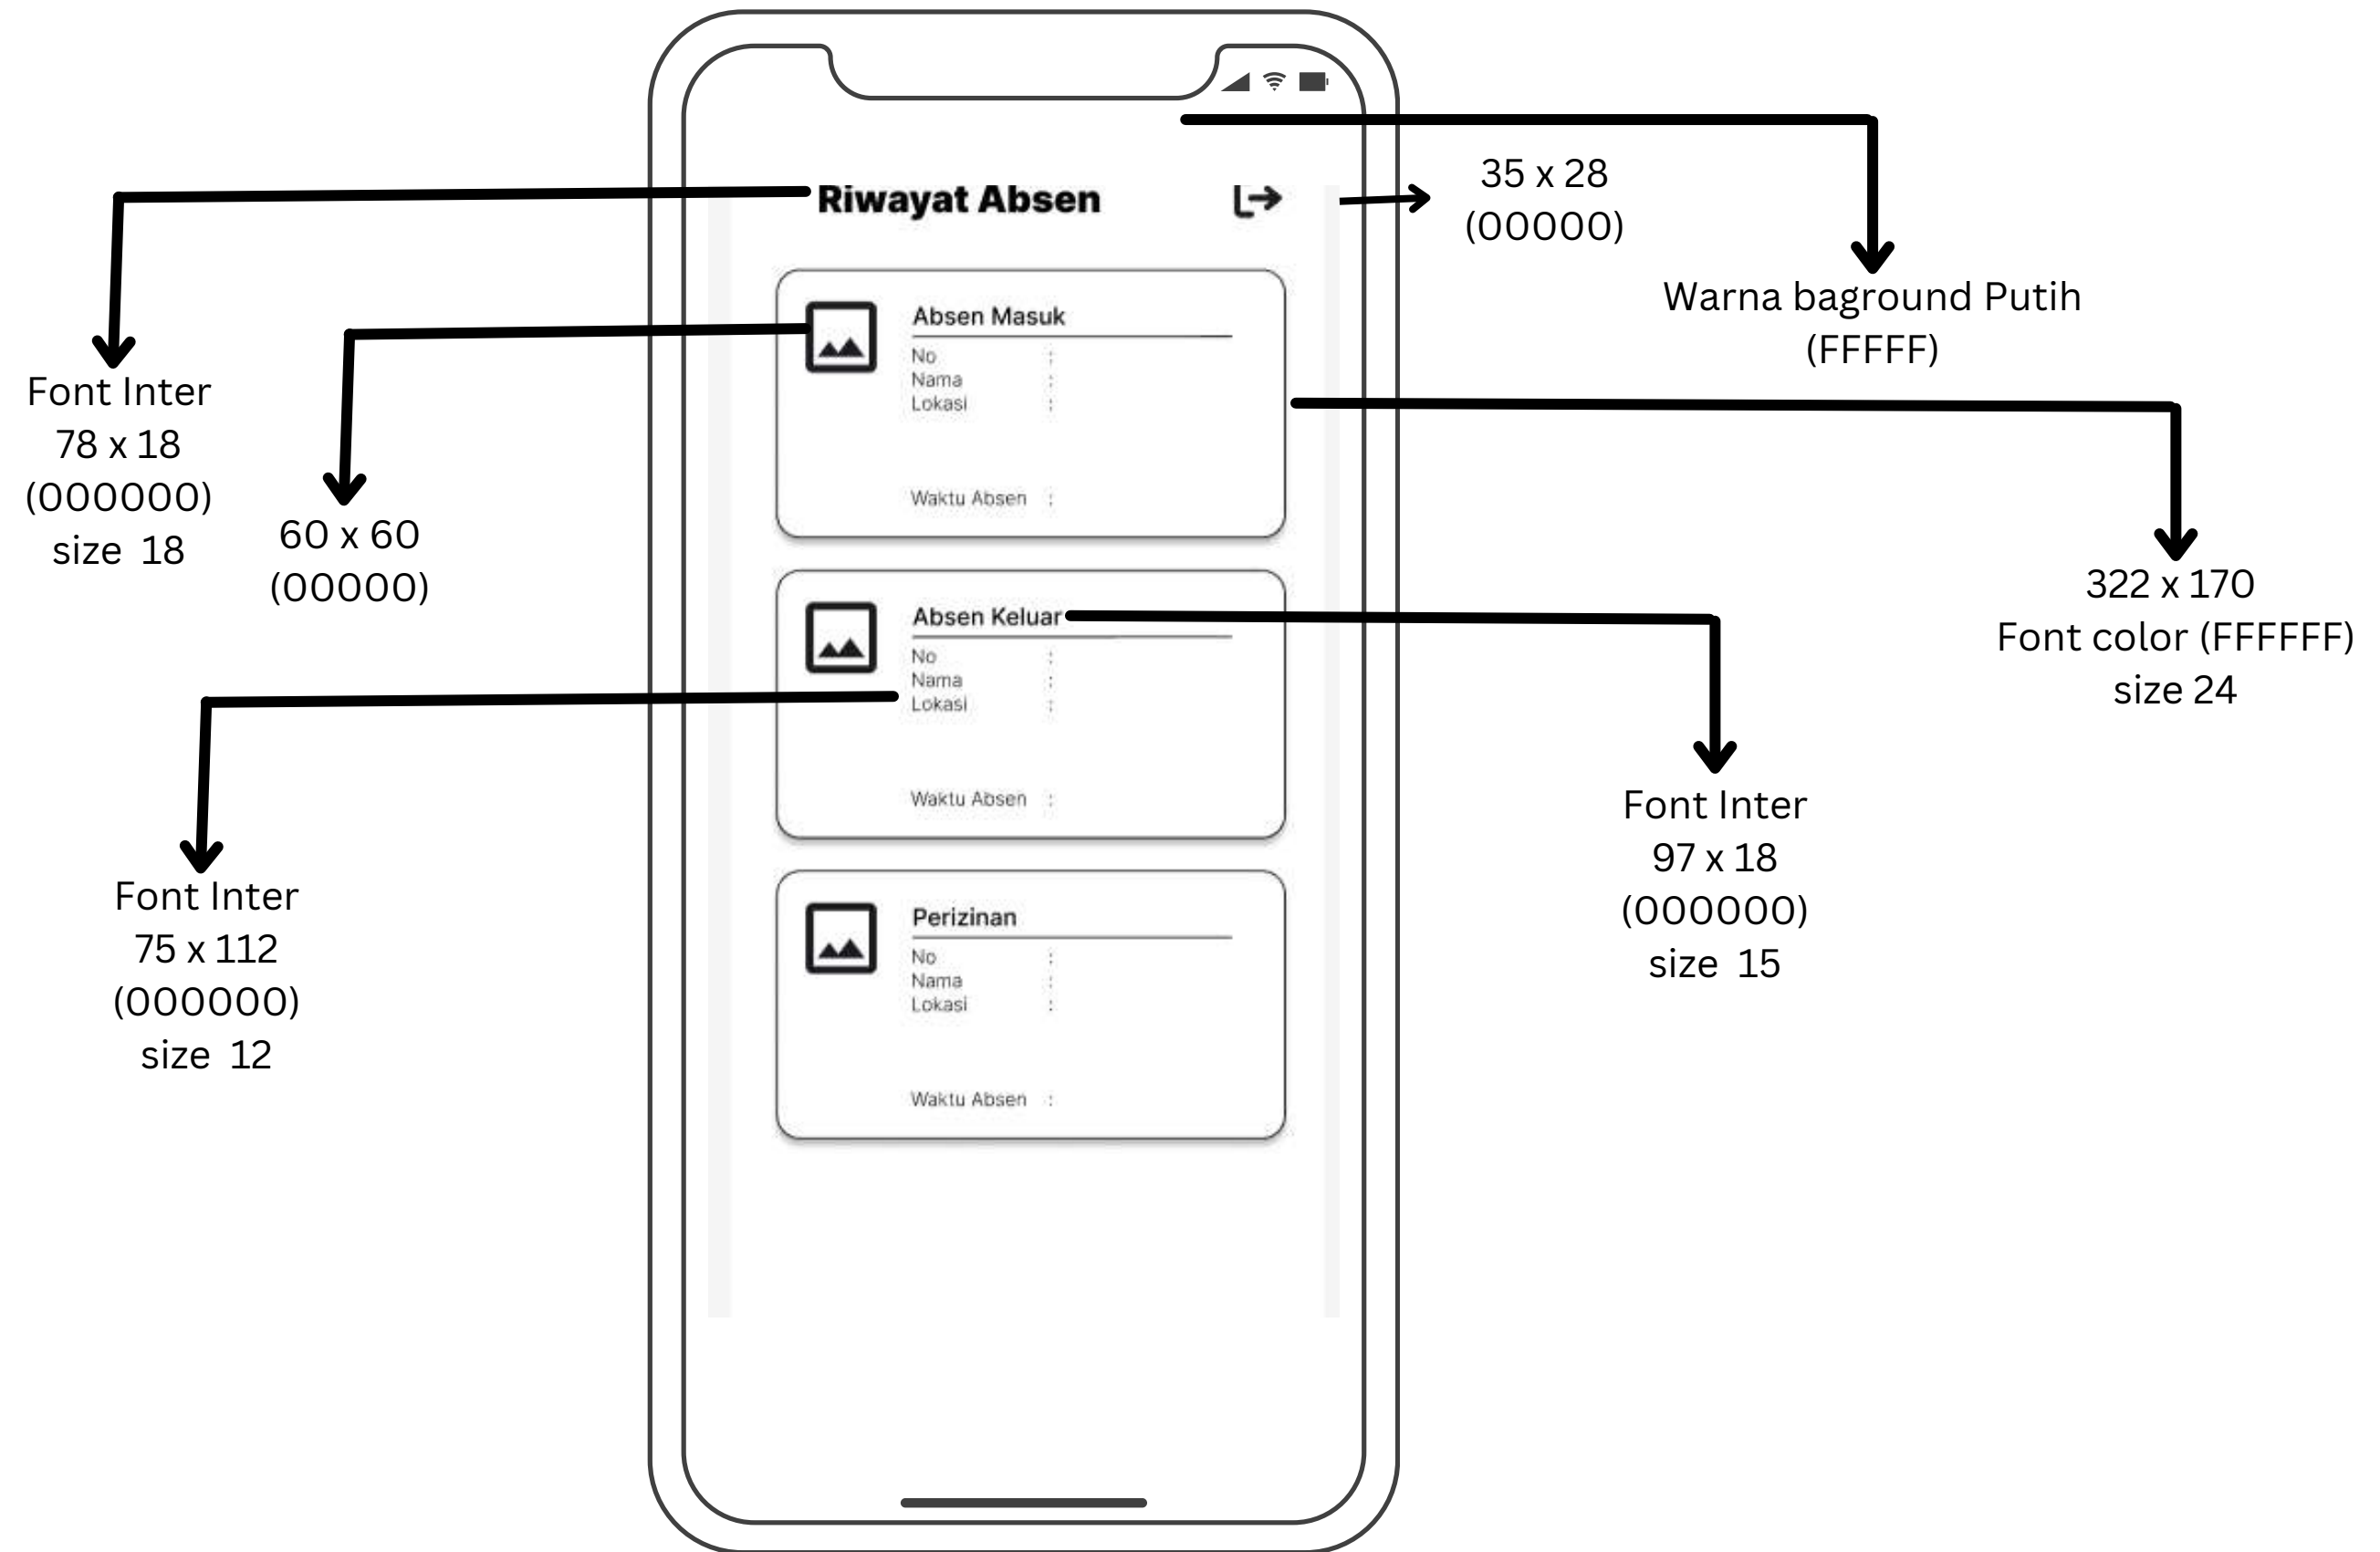 Riwayat Absen
35 x 28
(00000)
Warna baground Putih
(FFFFF)
Font Inter
78 x 18
(000000)
size 18
60 x 60
(00000)
Absen Masuk
No :
Nama :
Lokasi :
Waktu Absen :
322 x 170
Font color (FFFFFF)
size 24
Absen Keluar
No :
Nama :
Lokasi :
Waktu Absen :
Font Inter
97 x 18
(000000)
size 15
Font Inter
75 x 112
(000000)
size 12
Perizinan
No :
Nama :
Lokasi :
Waktu Absen :